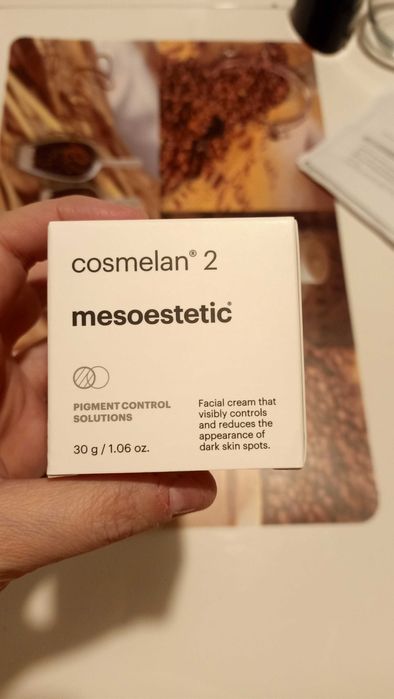 cosmelan® 2
mesoestetic®
PIGMENT CONTROL
SOLUTIONS
30 g / 1.06 oz.
Facial cream that
visibly controls
and reduces the
appearance of
dark skin spots.